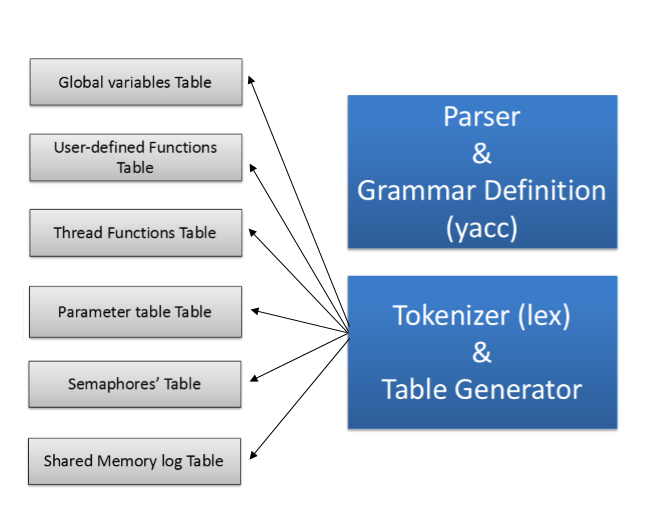 Global variables Table
User-defined Functions
Table
Thread Functions Table
Parameter table Table
Semaphores’ Table
Shared Memory log Table
Parser
&
Grammar Definition
(yacc)
Tokenizer (lex)
&
Table Generator